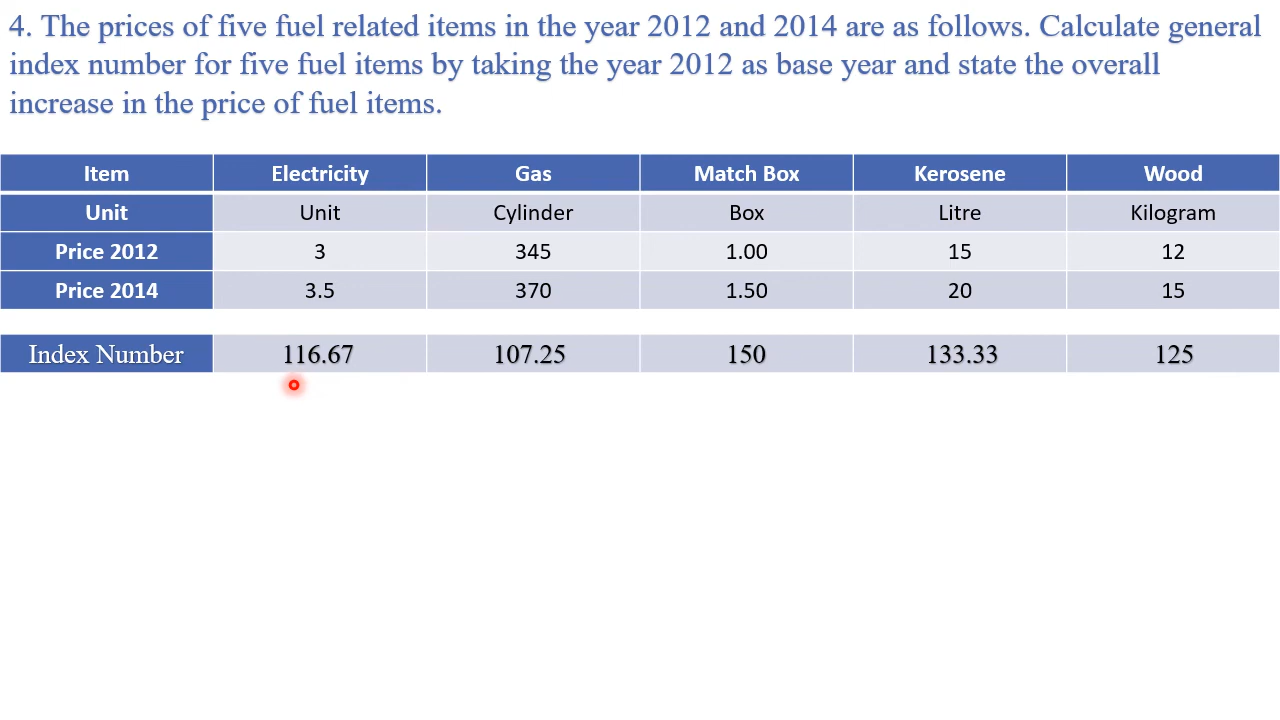 4. The prices of five fuel related items in the year 2012 and 2014 are as follows. Calculate general
index number for five fuel items by taking the year 2012 as base year and state the overall
increase in the price of fuel items.
Item Electricity Gas Match Box Kerosene Wood
Unit Unit Cylinder Box Litre Kilogram
Price 2012 3 345 1.00 15 12
Price 2014 3.5 370 1.50 20 15
Index Number 116.67 107.25 150 133.33 125